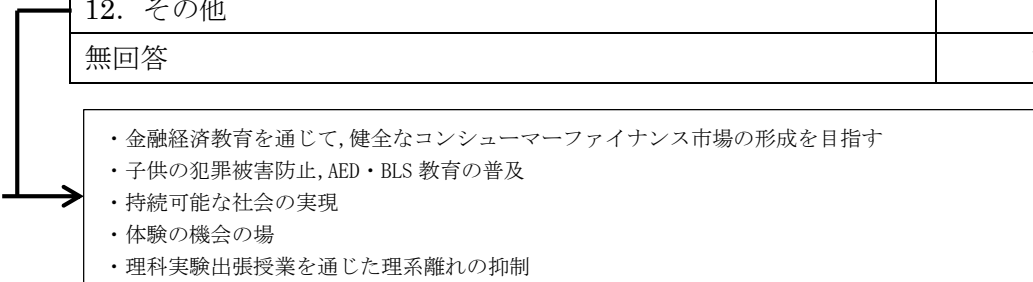 12. その他
無回答
・金融経済教育を通じて,健全なコンシューマーファイナンス市場の形成を目指す
・子供の犯罪被害防止,AED・BLS 教育の普及
・持続可能な社会の実現
・体験の機会の場
・理科実験出張授業を通じた理系離れの抑制